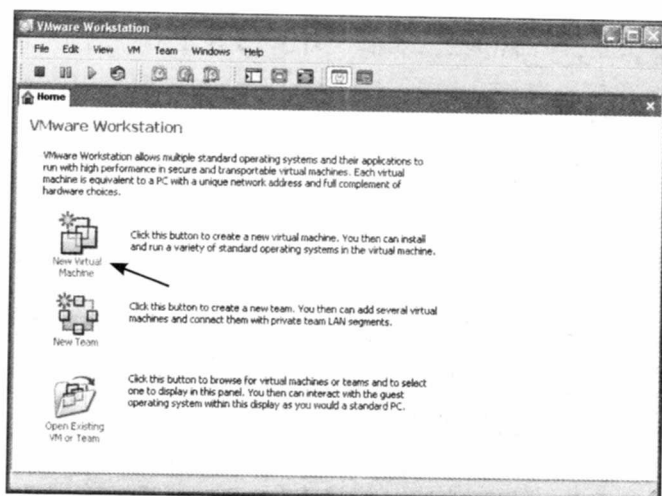 VMware Workstation
File Edit View VM Team Windows Help
Home
VMware Workstation
VMware Workstation allows multiple standard operating systems and their applications to
run with high performance in secure and transportable virtual machines. Each virtual
machine is equivalent to a PC with a unique network address and full complement of
hardware choices.
New Virtual
Machine
Click this button to create a new virtual machine. You then can install
and run a variety of standard operating systems in the virtual machine.
New Team
Click this button to create a new team. You then can add several virtual
machines and connect them with private team LAN segments.
Open Existing
VM or Team
Click this button to browse for virtual machines or teams and to select
one to display in this panel. You then can interact with the guest
operating system within this display as you would a standard PC.